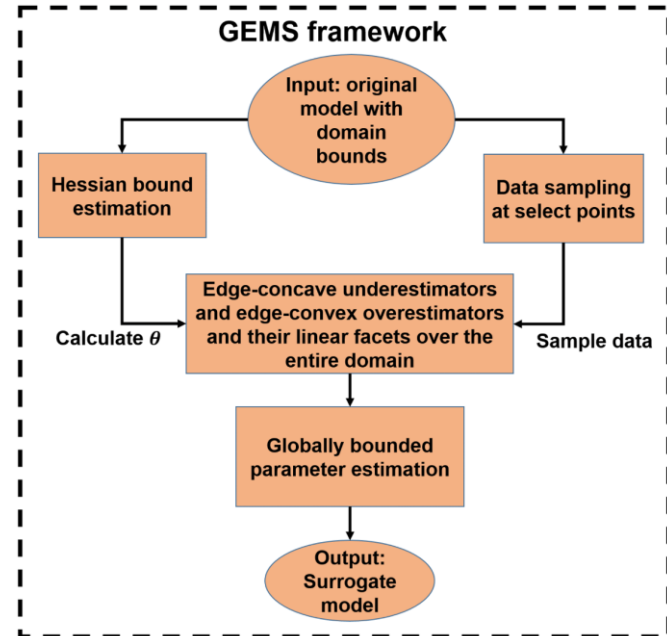 GEMS framework
Input: original
model with
domain
bounds
Hessian bound
estimation
Data sampling
at select points
Edge-concave underestimators
and edge-convex overestimators
and their linear facets over the
entire domain
Calculate θ
Sample data
Globally bounded
parameter estimation
Output:
Surrogate
model